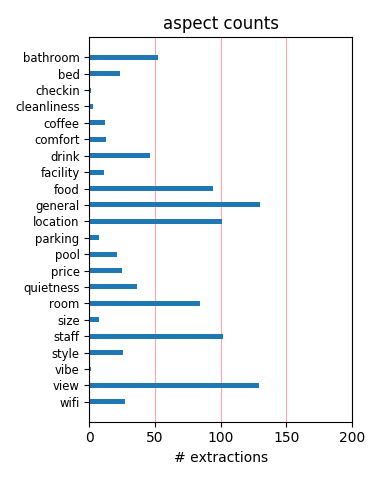 aspect counts
bathroom
bed
checkin
cleanliness
coffee
comfort
drink
facility
food
general
location
parking
pool
price
quietness
room
size
staff
style
vibe
view
wifi
0 50 100 150 200
# extractions